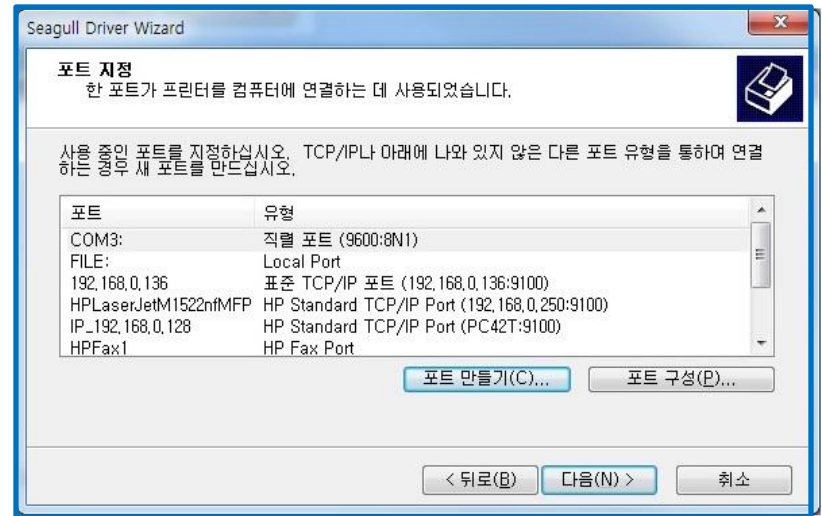 Seagull Driver Wizard
포트 지정
한 포트가 프린터를 컴퓨터에 연결하는 데 사용되었습니다.
사용 중인 포트를 지정하십시오. TCP/IP나 아래에 나와 있지 않은 다른 포트 유형을 통하여 연결
하는 경우 새 포트를 만드십시오.
포트 유형
COM3: 직렬 포트 (9600:8N1)
FILE: Local Port
192.168.0.136 표준 TCP/IP 포트 (192.168.0.136:9100)
HPLaserJetM1522nfMFP HP Standard TCP/IP Port (192.168.0.250:9100)
IP_192.168.0.128 HP Standard TCP/IP Port (PC42T:9100)
HPFax1 HP Fax Port
포트 만들기(C)... 포트 구성(P)...
< 뒤로(B) 다음(N) > 취소